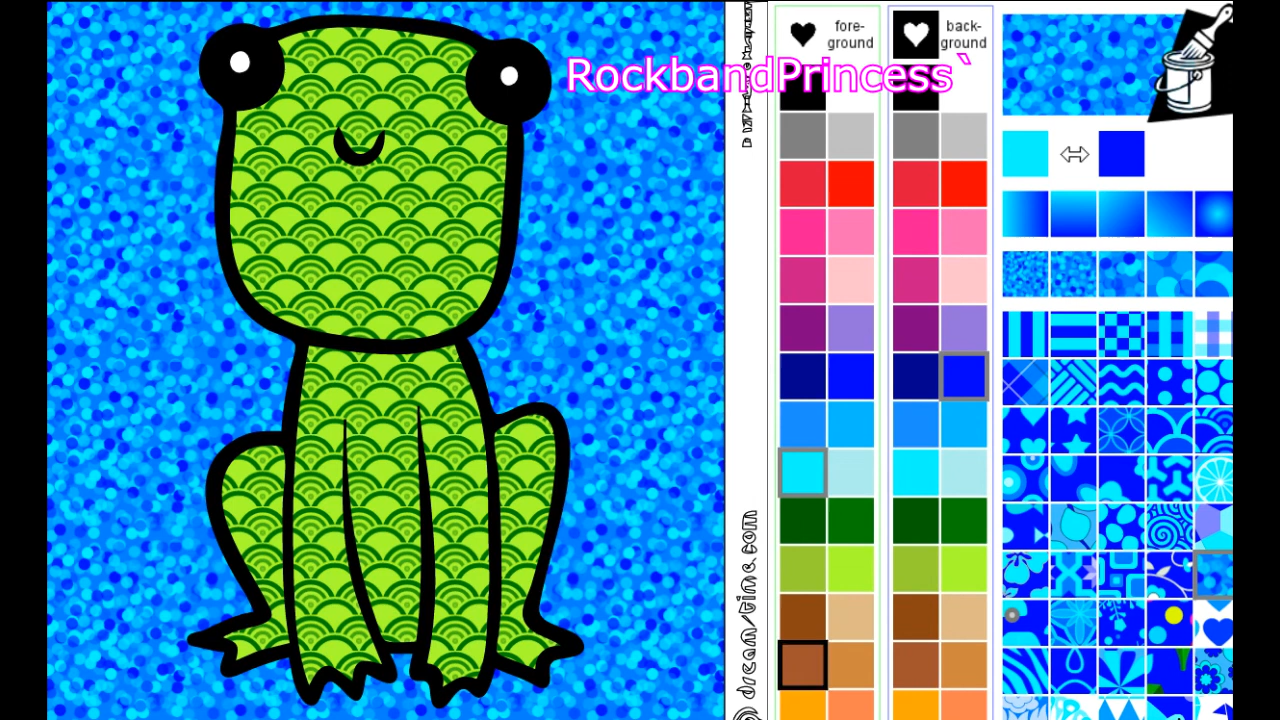 fore-
ground
back-
ground
RockbandPrincess`
dream/time.com